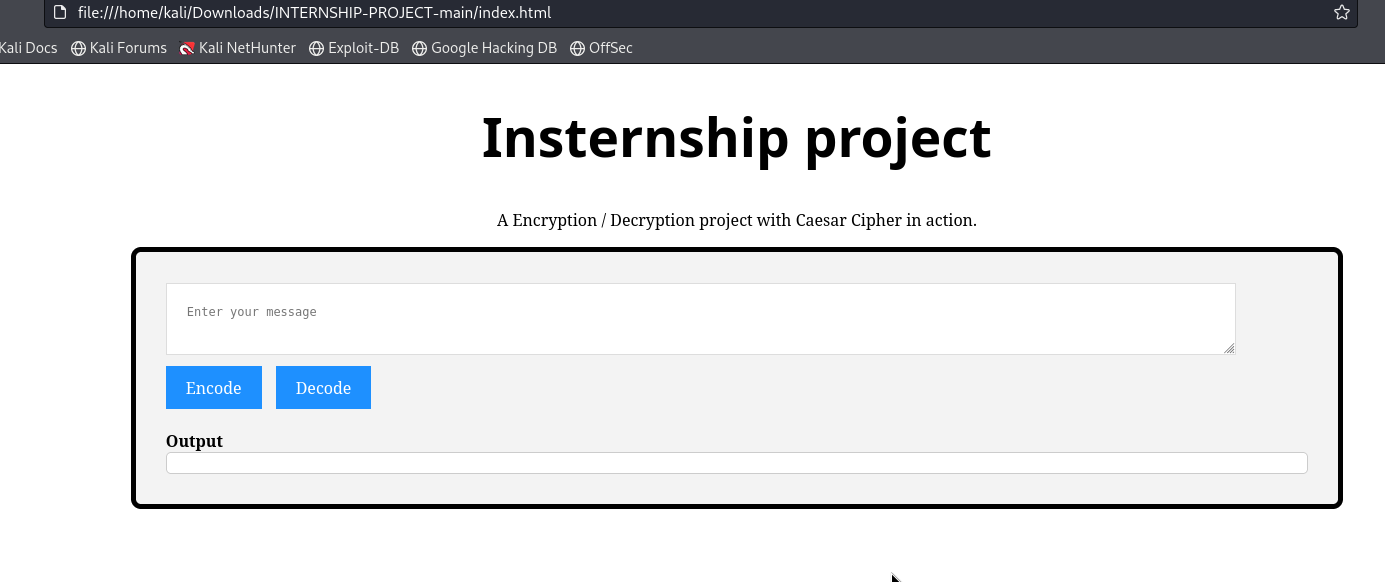 file:///home/kali/Downloads/INTERNSHIP-PROJECT-main/index.html
Kali Docs Kali Forums Kali NetHunter Exploit-DB Google Hacking DB OffSec
Insternship project
A Encryption / Decryption project with Caesar Cipher in action.
Enter your message
Encode Decode
Output